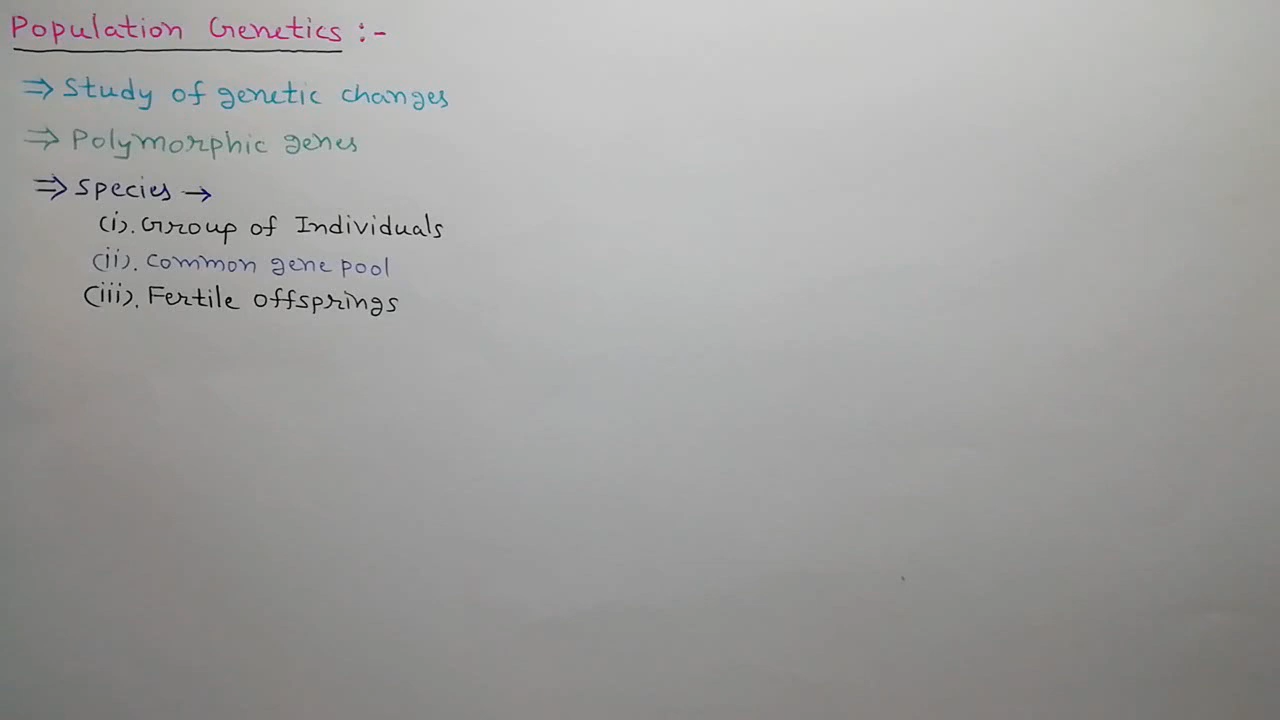 Population Genetics :-
⇒ Study of genetic changes
⇒ Polymorphic genes
⇒ Species →
(i). Group of Individuals
(ii). Common gene pool
(iii). Fertile offsprings